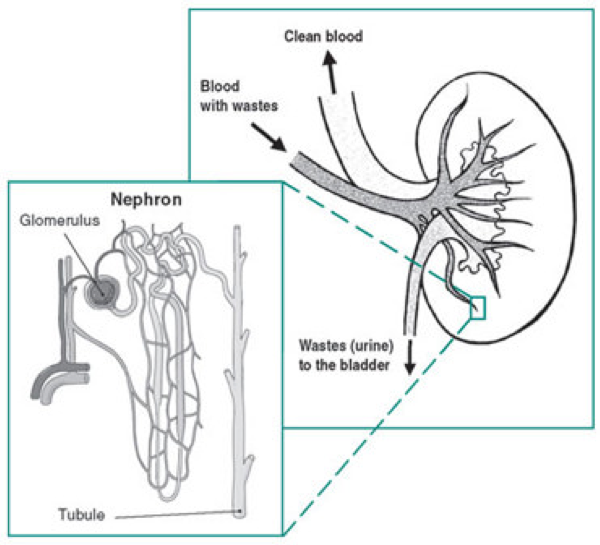 Clean blood
Blood
with wastes
Nephron
Glomerulus
Wastes (urine)
to the bladder
Tubule